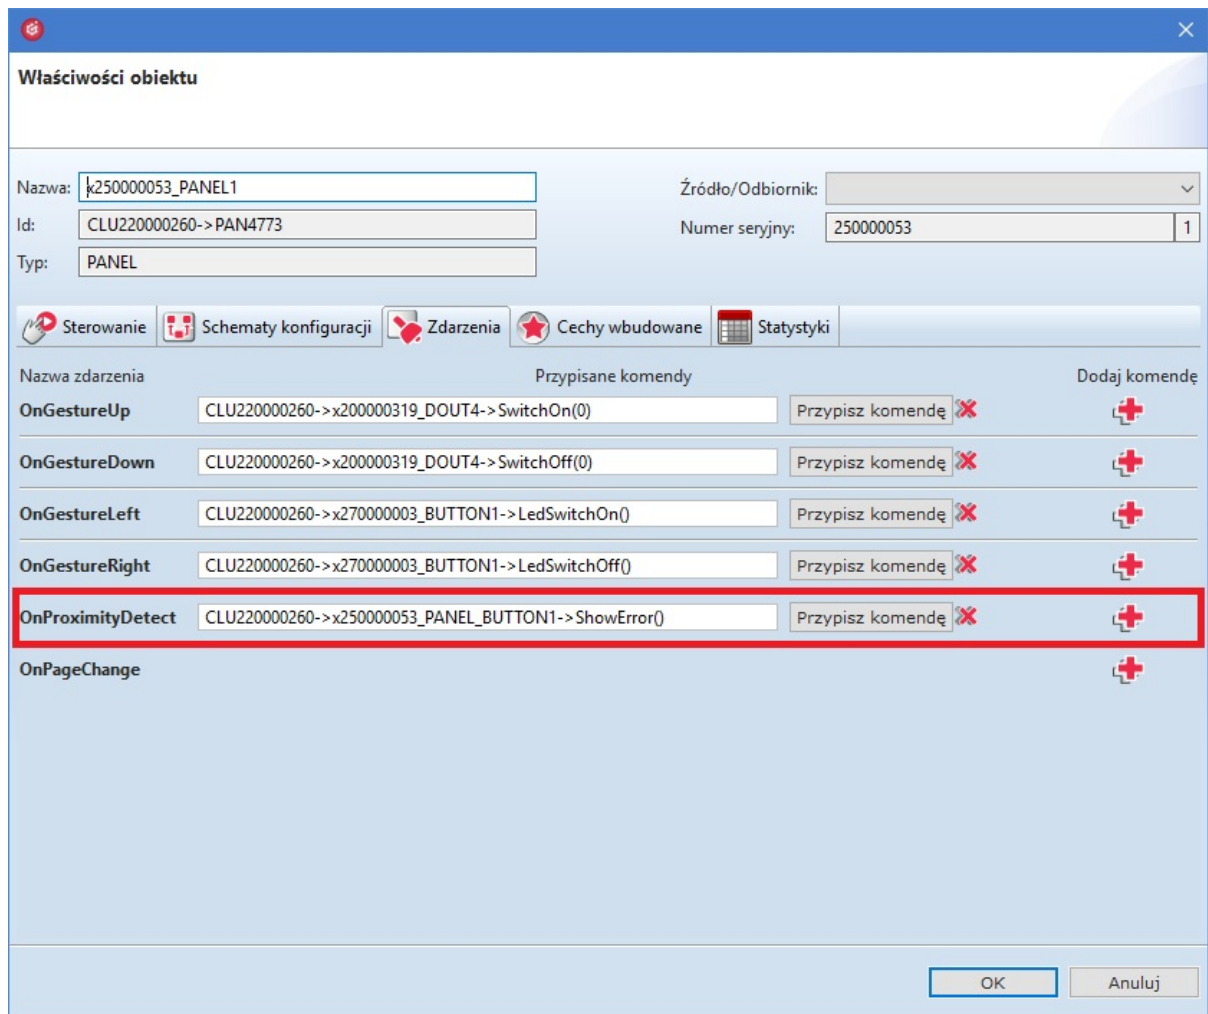 Właściwości obiektu
Nazwa: x250000053_PANEL1 Źródło/Odbiornik:
Id: CLU220000260->PAN4773 Numer seryjny: 250000053 1
Typ: PANEL
Sterowanie Schematy konfiguracji Zdarzenia Cechy wbudowane Statystyki
Nazwa zdarzenia Przypisane komendy Dodaj komendę
OnGestureUp CLU220000260->x200000319_DOUT4->SwitchOn(0) Przypisz komendę
OnGestureDown CLU220000260->x200000319_DOUT4->SwitchOff(0) Przypisz komendę
OnGestureLeft CLU220000260->x270000003_BUTTON1->LedSwitchOn() Przypisz komendę
OnGestureRight CLU220000260->x270000003_BUTTON1->LedSwitchOff() Przypisz komendę
OnProximityDetect CLU220000260->x250000053_PANEL_BUTTON1->ShowError() Przypisz komendę
OnPageChange
OK Anuluj